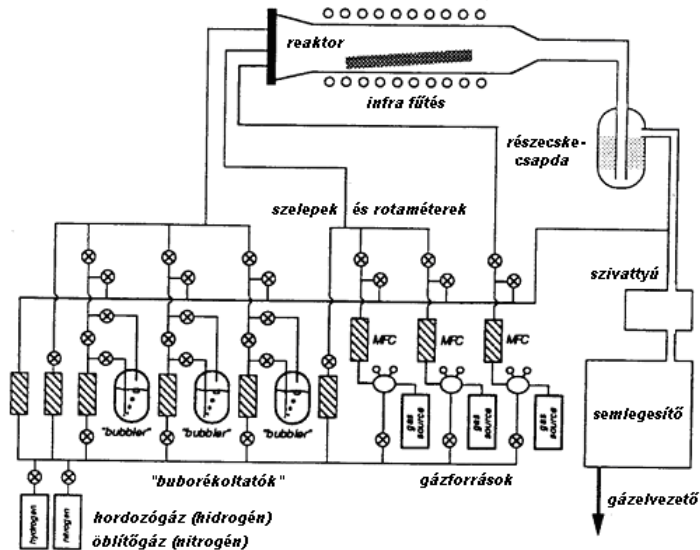 reaktor
infra fűtés
részecske-
csapda
szelepek és rotaméterek
szivattyú
MFC
MFC
MFC
semlegesítő
gas
source
gas
source
gas
source
"bubbler"
"bubbler"
"bubbler"
"buborékoltatók"
gázforrások
gázelvezető
hydrogen
nitrogen
hordozógáz (hidrogén)
öblítőgáz (nitrogén)